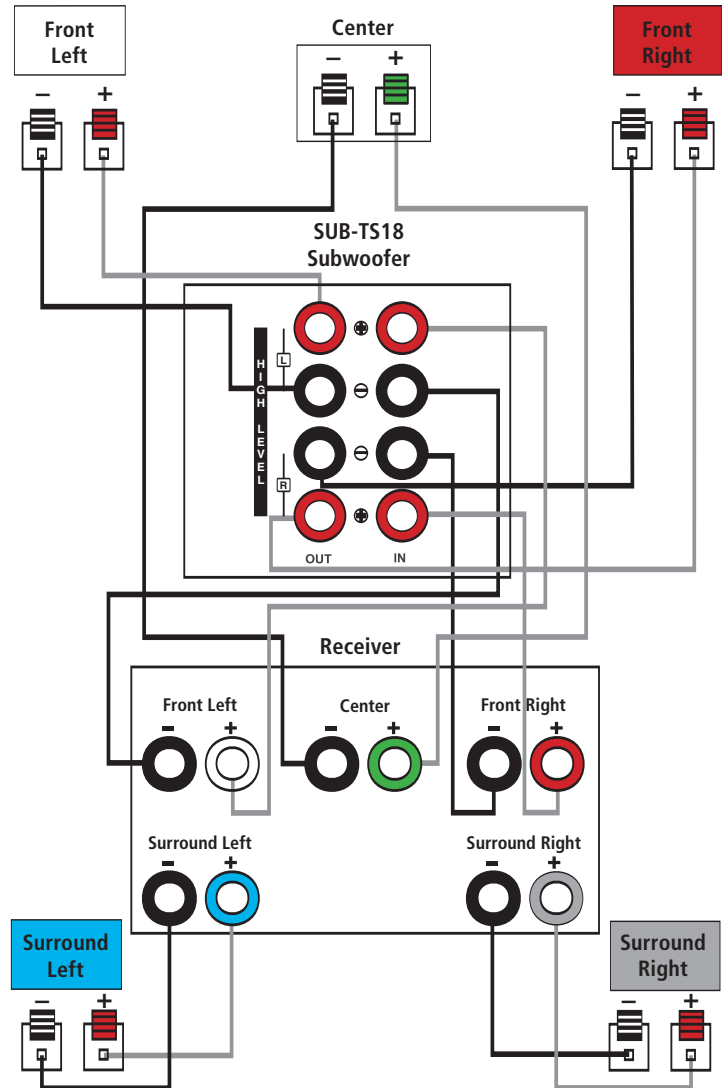 Front
Left
Center
Front
Right
− +
− +
− +
SUB-TS18
Subwoofer
HIGH LEVEL
L
R
OUT IN
Receiver
Front Left
Center
Front Right
− +
− +
− +
Surround Left
Surround Right
− +
− +
Surround
Left
Surround
Right
− +
− +